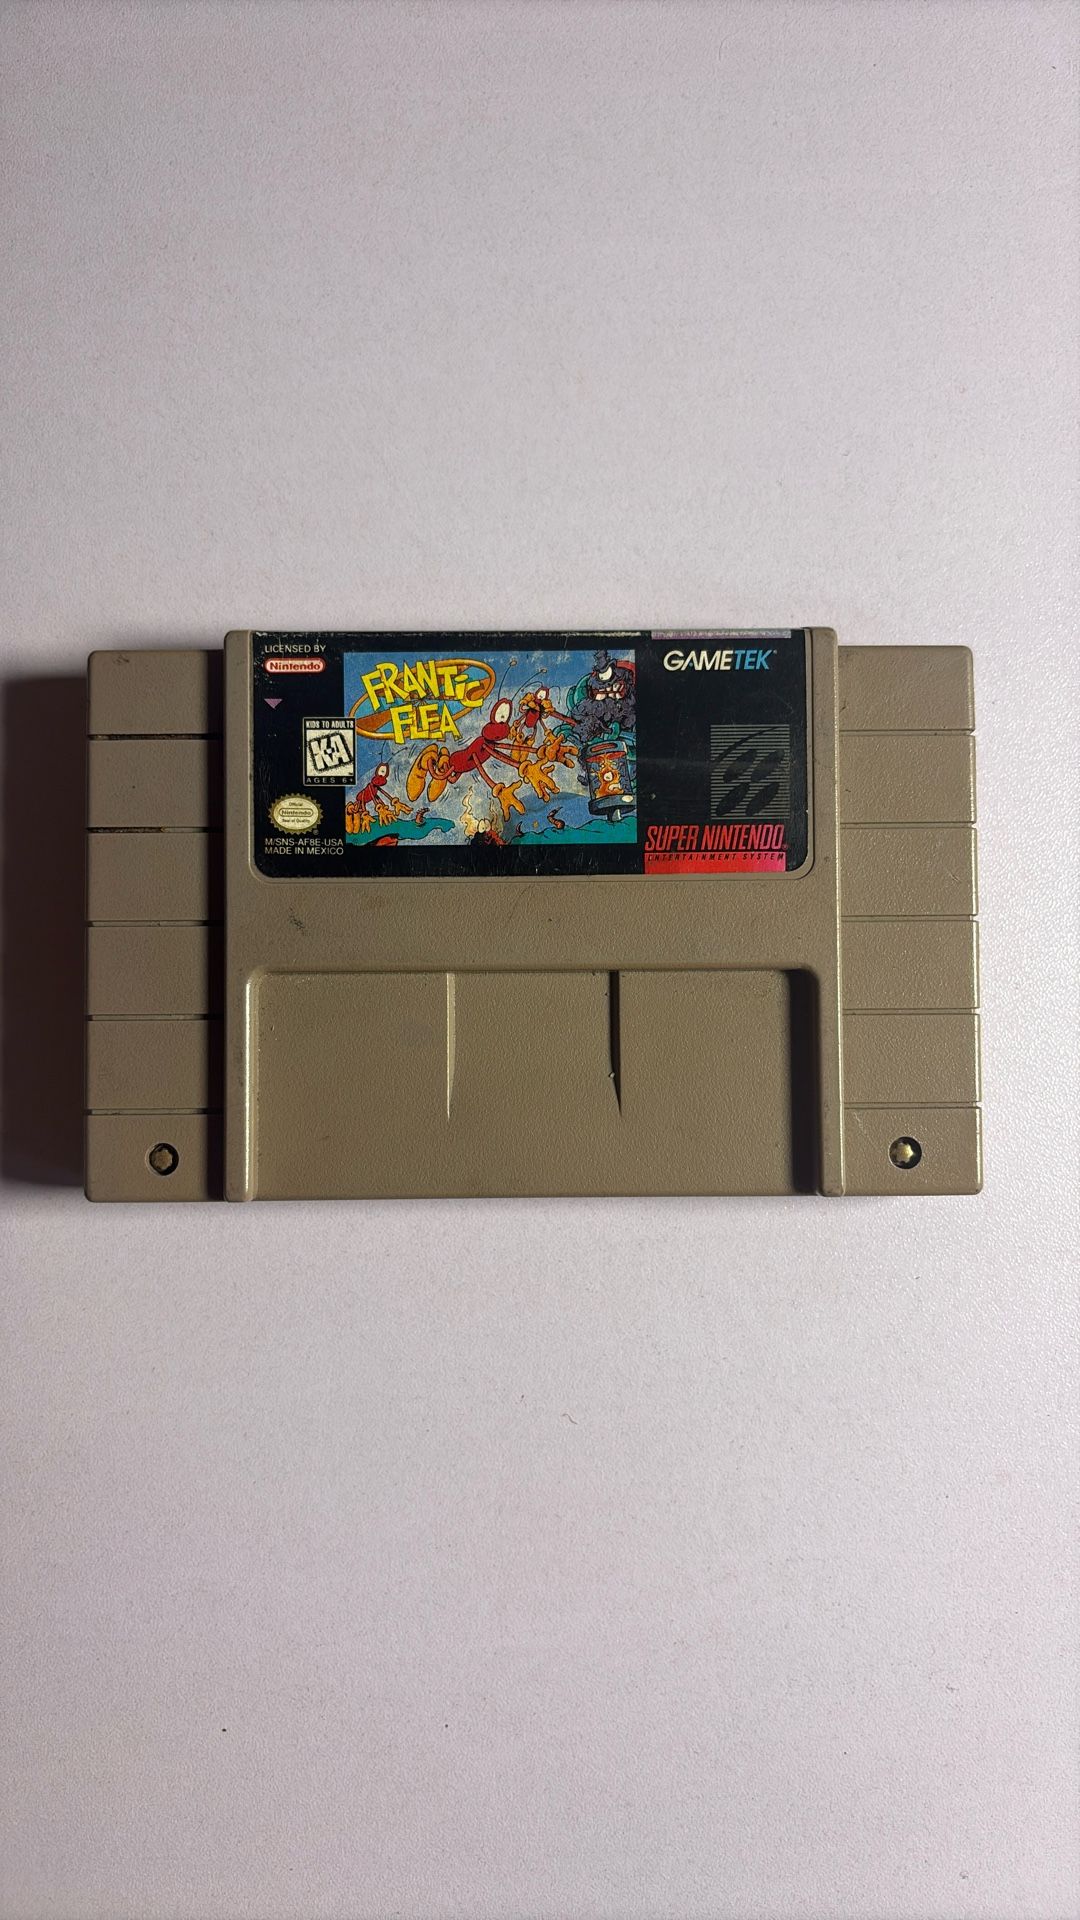 LICENSED BY
Nintendo
KIDS TO ADULTS
KA
AGES 6+
Official
Nintendo
Seal of Quality
M/SNS-AF8E-USA
MADE IN MEXICO
FRANTIC
FLEA
GAMETEK®
SUPER NINTENDO®
ENTERTAINMENT SYSTEM